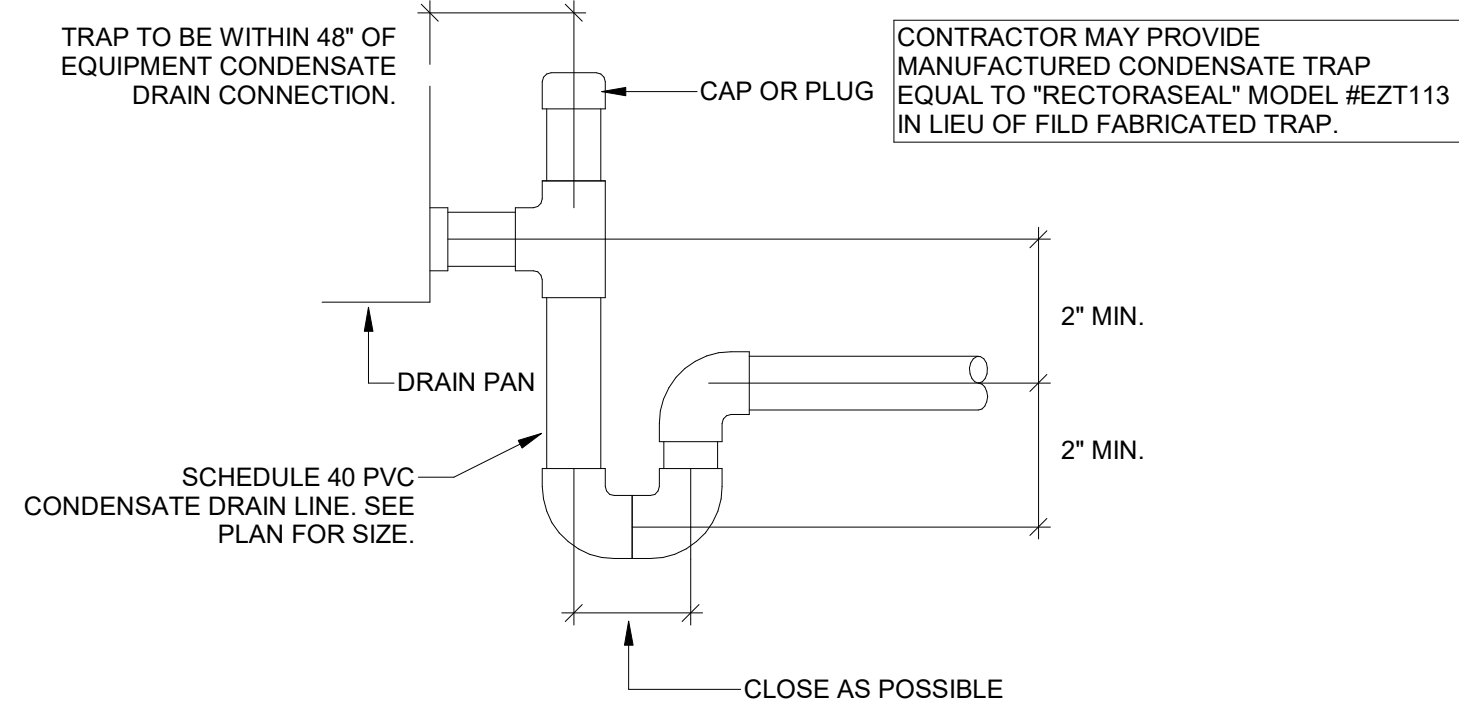 TRAP TO BE WITHIN 48" OF
EQUIPMENT CONDENSATE
DRAIN CONNECTION.
CAP OR PLUG
CONTRACTOR MAY PROVIDE
MANUFACTURED CONDENSATE TRAP
EQUAL TO "RECTORASEAL" MODEL #EZT113
IN LIEU OF FILD FABRICATED TRAP.
2" MIN.
DRAIN PAN
2" MIN.
SCHEDULE 40 PVC
CONDENSATE DRAIN LINE. SEE
PLAN FOR SIZE.
CLOSE AS POSSIBLE